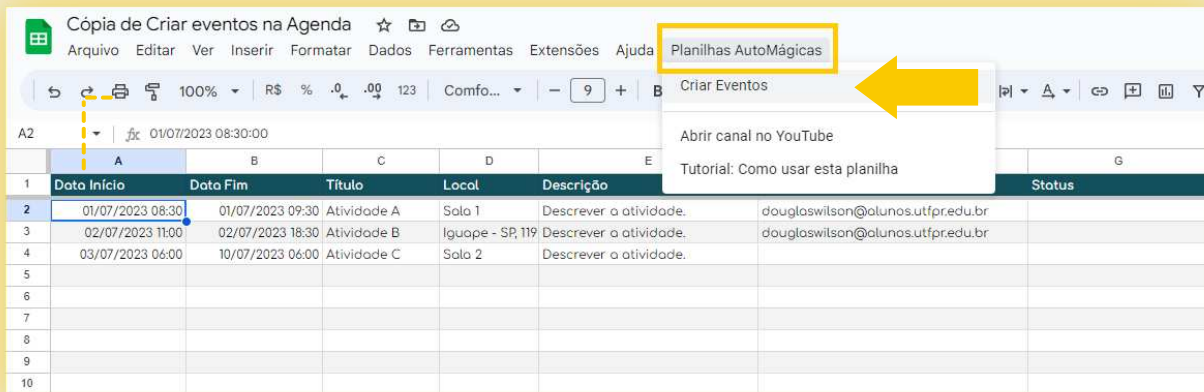 Cópia de Criar eventos na Agenda
Arquivo Editar Ver Inserir Formatar Dados Ferramentas Extensões Ajuda Planilhas AutoMágicas
100% R$ % .0 .00 123 Comfo... − 9 + B
Criar Eventos
Abrir canal no YouTube
Tutorial: Como usar esta planilha
A2 fx 01/07/2023 08:30:00
A B C D E G
1 Data Início Data Fim Título Local Descrição Status
2 01/07/2023 08:30 01/07/2023 09:30 Atividade A Sala 1 Descrever a atividade. douglaswilson@alunos.utfpr.edu.br
3 02/07/2023 11:00 02/07/2023 18:30 Atividade B Iguape - SP, 119 Descrever a atividade. douglaswilson@alunos.utfpr.edu.br
4 03/07/2023 06:00 10/07/2023 06:00 Atividade C Sala 2 Descrever a atividade.
5
6
7
8
9
10